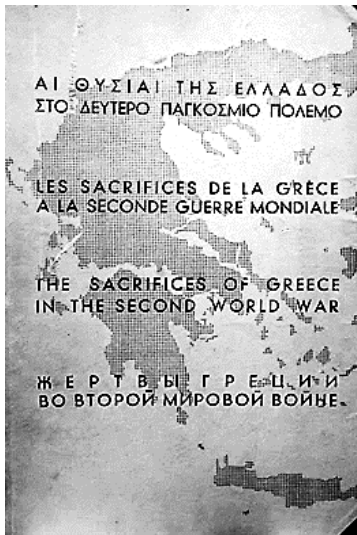 ΑΙ ΘΥΣΙΑΙ ΤΗΣ ΕΛΛΑΔΟΣ
ΣΤΟ ΔΕΥΤΕΡΟ ΠΑΓΚΟΣΜΙΟ ΠΟΛΕΜΟ
LES SACRIFICES DE LA GRÈCE
A LA SECONDE GUERRE MONDIALE
THE SACRIFICES OF GREECE
IN THE SECOND WORLD WAR
ЖЕРТВЫ ГРЕЦИИ
ВО ВТОРОЙ МИРОВОЙ ВОЙНЕ